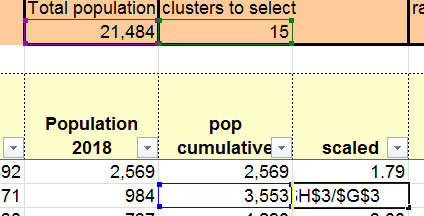 Total population clusters to select ra
21,484 15
Population pop
2018 cumulative scaled
92 2,569 2,569 1.79
71 984 3,553 H$3/$G$3